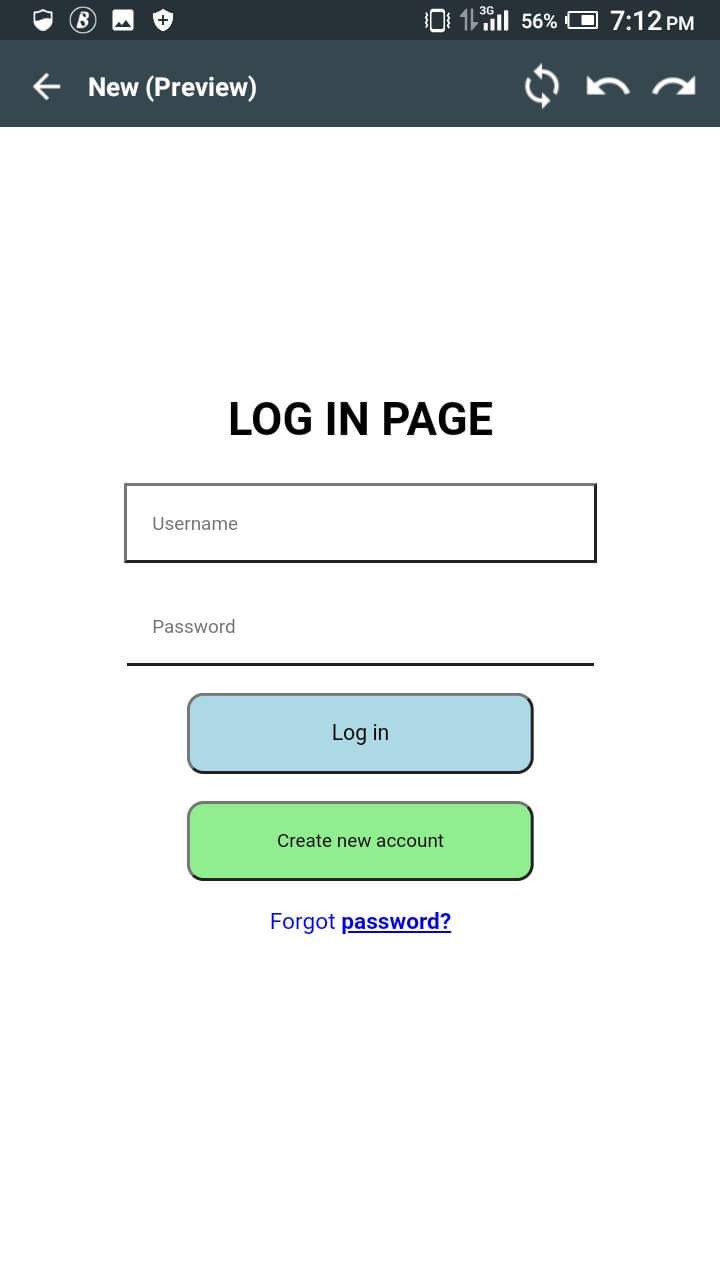 3G 56% 7:12 PM
New (Preview)
LOG IN PAGE
Username
Password
Log in
Create new account
Forgot password?